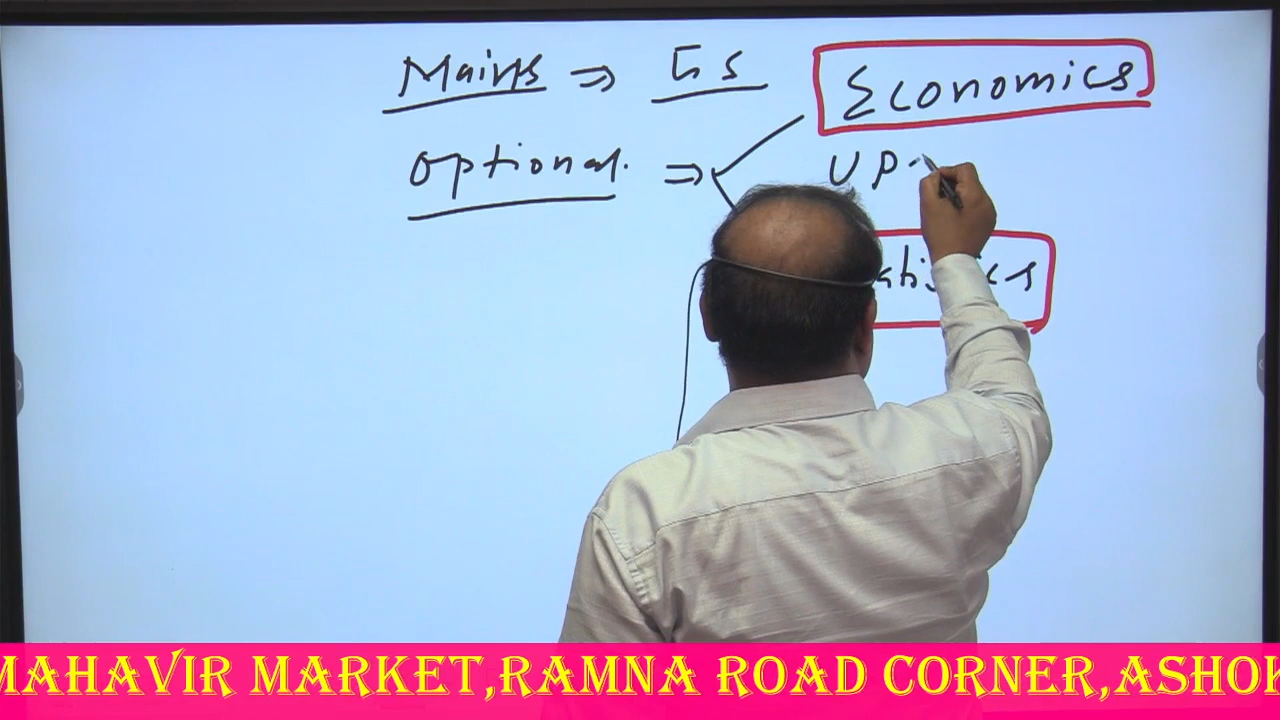 Mains ⇒ GS Economics
Optional. ⇒ UP
MAHAVIR MARKET,RAMNA ROAD CORNER,ASHOK